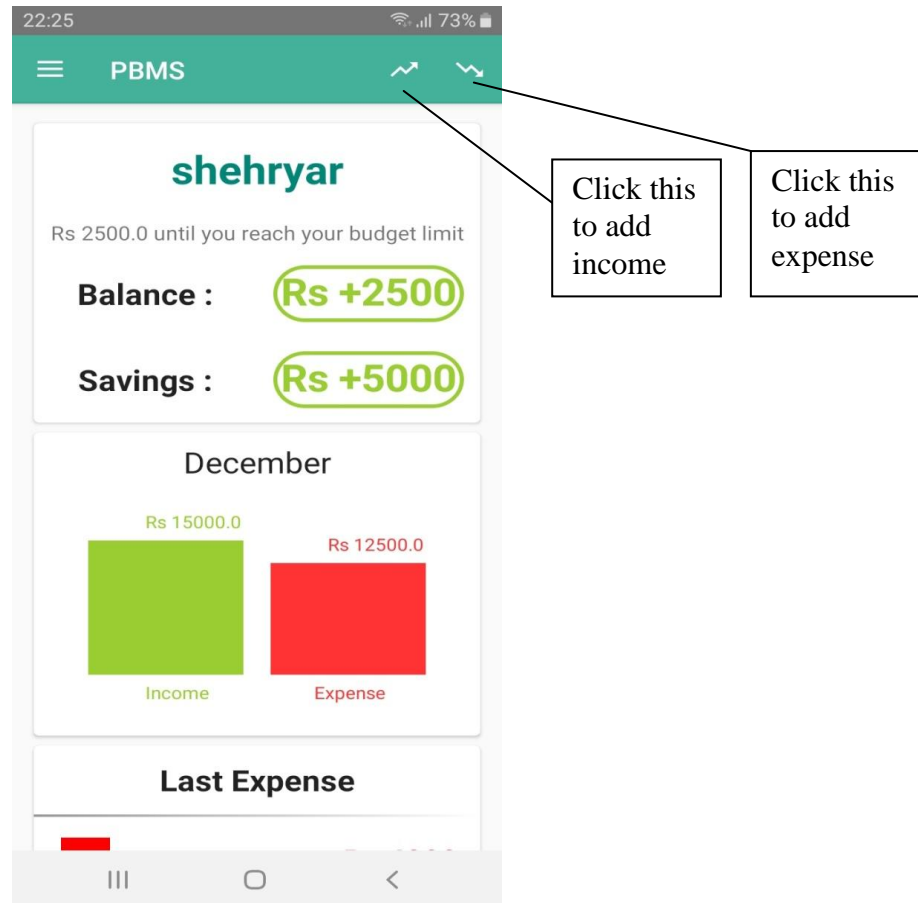 22:25 73%
PBMS
shehryar
Rs 2500.0 until you reach your budget limit
Balance : Rs +2500
Savings : Rs +5000
December
Rs 15000.0
Rs 12500.0
Income Expense
Last Expense
Click this
to add
income
Click this
to add
expense